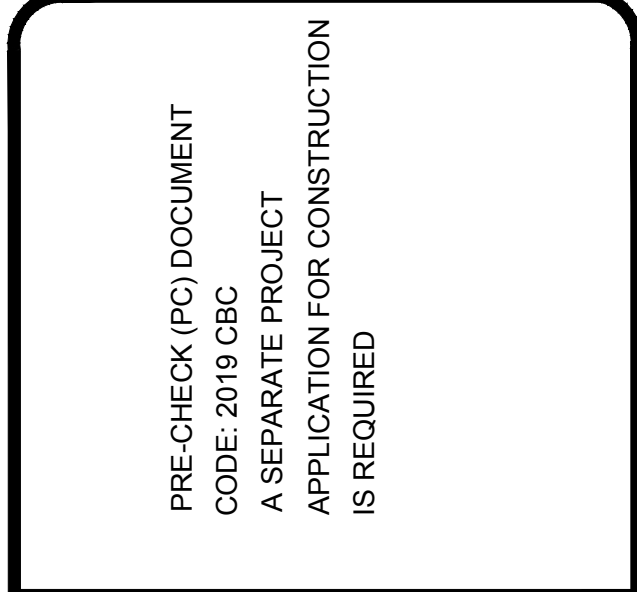 PRE-CHECK (PC) DOCUMENT
CODE: 2019 CBC
A SEPARATE PROJECT
APPLICATION FOR CONSTRUCTION
IS REQUIRED